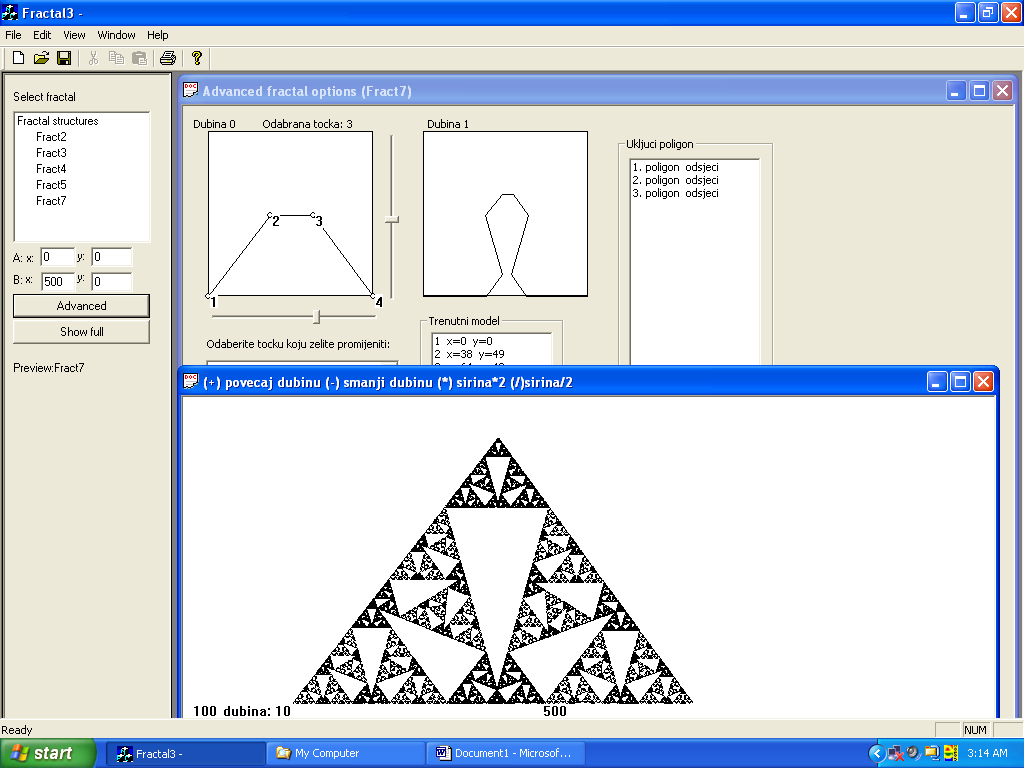 Fractal3 -
File Edit View Window Help
Select fractal
Fractal structures
Fract2
Fract3
Fract4
Fract5
Fract7
A: x: 0 y: 0
B: x: 500 y: 0
Advanced
Show full
Preview:Fract7
Advanced fractal options (Fract7)
Dubina 0 Odabrana tocka: 3 Dubina 1
2 3
1 4
Ukljuci poligon
1. poligon odsjeci
2. poligon odsjeci
3. poligon odsjeci
Trenutni model
1 x=0 y=0
2 x=38 y=49
Odaberite tocku koju zelite promijeniti:
(+) povecaj dubinu (-) smanji dubinu (*) sirina*2 (/)sirina/2
100 dubina: 10 500
Ready NUM
start Fractal3 - My Computer Document1 - Microsof... 3:14 AM